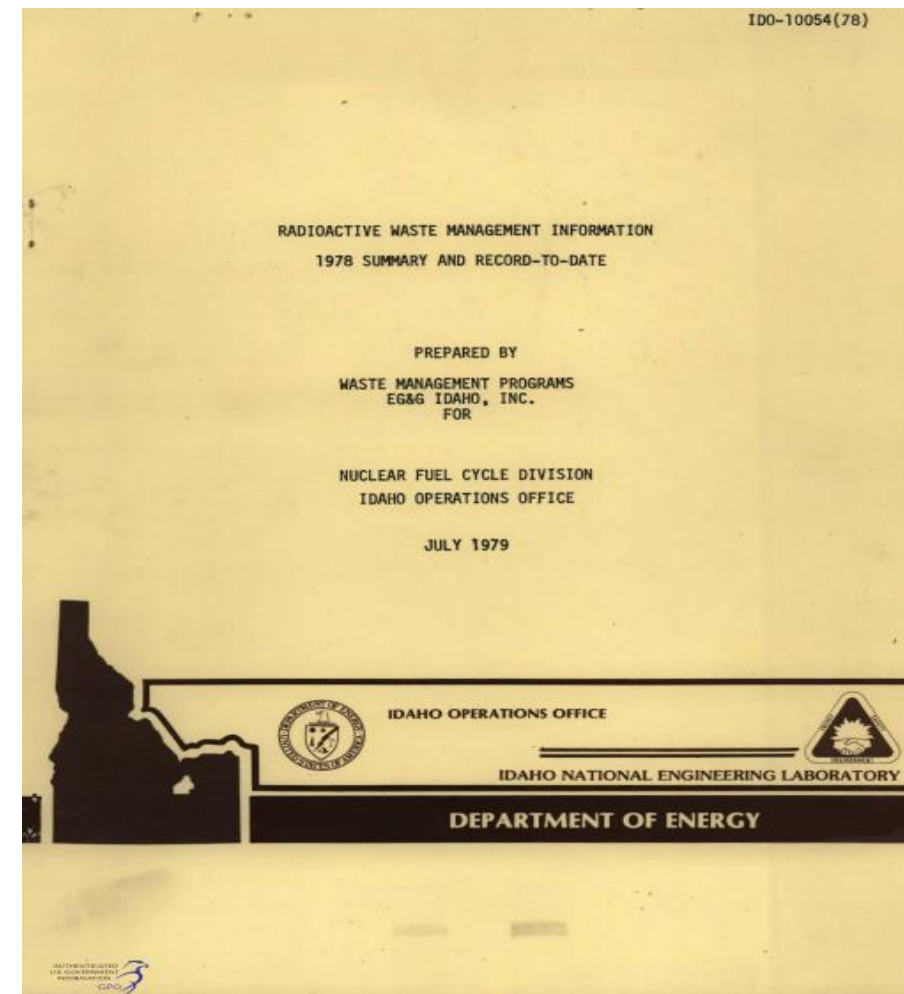 IDO-10054(78)
RADIOACTIVE WASTE MANAGEMENT INFORMATION
1978 SUMMARY AND RECORD-TO-DATE
PREPARED BY
WASTE MANAGEMENT PROGRAMS
EG&G IDAHO, INC.
FOR
NUCLEAR FUEL CYCLE DIVISION
IDAHO OPERATIONS OFFICE
JULY 1979
IDAHO OPERATIONS OFFICE
IDAHO NATIONAL ENGINEERING LABORATORY
DEPARTMENT OF ENERGY
AUTHENTICATED
U.S. GOVERNMENT
INFORMATION
GPO